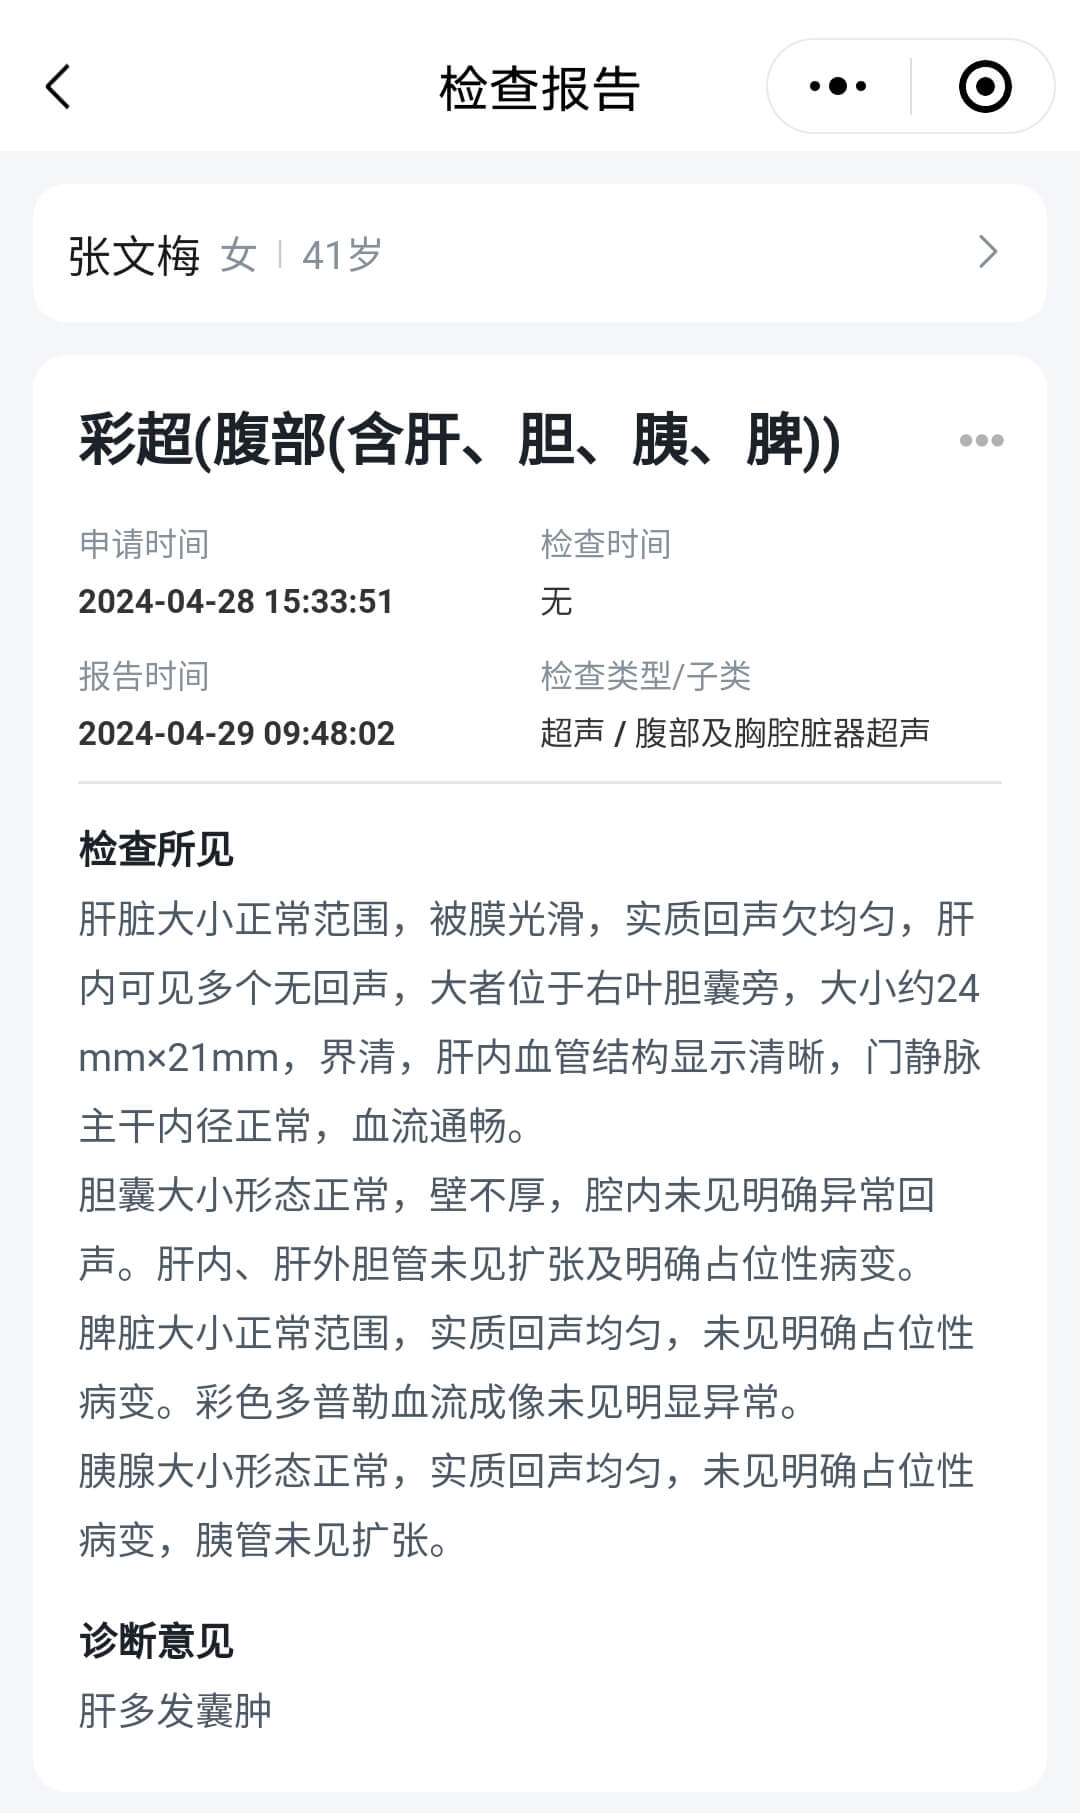 检查报告
张文梅 女 41岁
彩超(腹部(含肝、胆、胰、脾))
申请时间 检查时间
2024-04-28 15:33:51 无
报告时间 检查类型/子类
2024-04-29 09:48:02 超声 / 腹部及胸腔脏器超声
检查所见
肝脏大小正常范围，被膜光滑，实质回声欠均匀，肝
内可见多个无回声，大者位于右叶胆囊旁，大小约24
mm×21mm，界清，肝内血管结构显示清晰，门静脉
主干内径正常，血流通畅。
胆囊大小形态正常，壁不厚，腔内未见明确异常回
声。肝内、肝外胆管未见扩张及明确占位性病变。
脾脏大小正常范围，实质回声均匀，未见明确占位性
病变。彩色多普勒血流成像未见明显异常。
胰腺大小形态正常，实质回声均匀，未见明确占位性
病变，胰管未见扩张。
诊断意见
肝多发囊肿